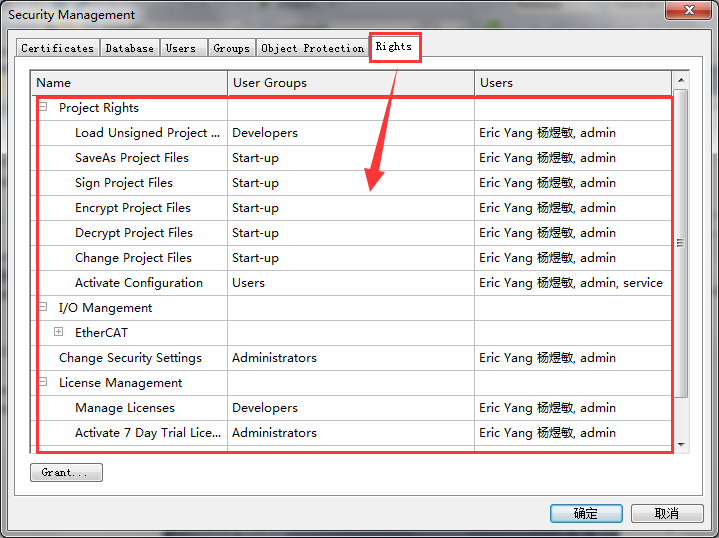 Security Management
Certificates Database Users Groups Object Protection Rights
Name User Groups Users
Project Rights
Load Unsigned Project ... Developers Eric Yang 杨煜敏, admin
SaveAs Project Files Start-up Eric Yang 杨煜敏, admin
Sign Project Files Start-up Eric Yang 杨煜敏, admin
Encrypt Project Files Start-up Eric Yang 杨煜敏, admin
Decrypt Project Files Start-up Eric Yang 杨煜敏, admin
Change Project Files Start-up Eric Yang 杨煜敏, admin
Activate Configuration Users Eric Yang 杨煜敏, admin, service
I/O Mangement
EtherCAT
Change Security Settings Administrators Eric Yang 杨煜敏, admin
License Management
Manage Licenses Developers Eric Yang 杨煜敏, admin
Activate 7 Day Trial Lice... Administrators Eric Yang 杨煜敏, admin
Grant...
确定 取消